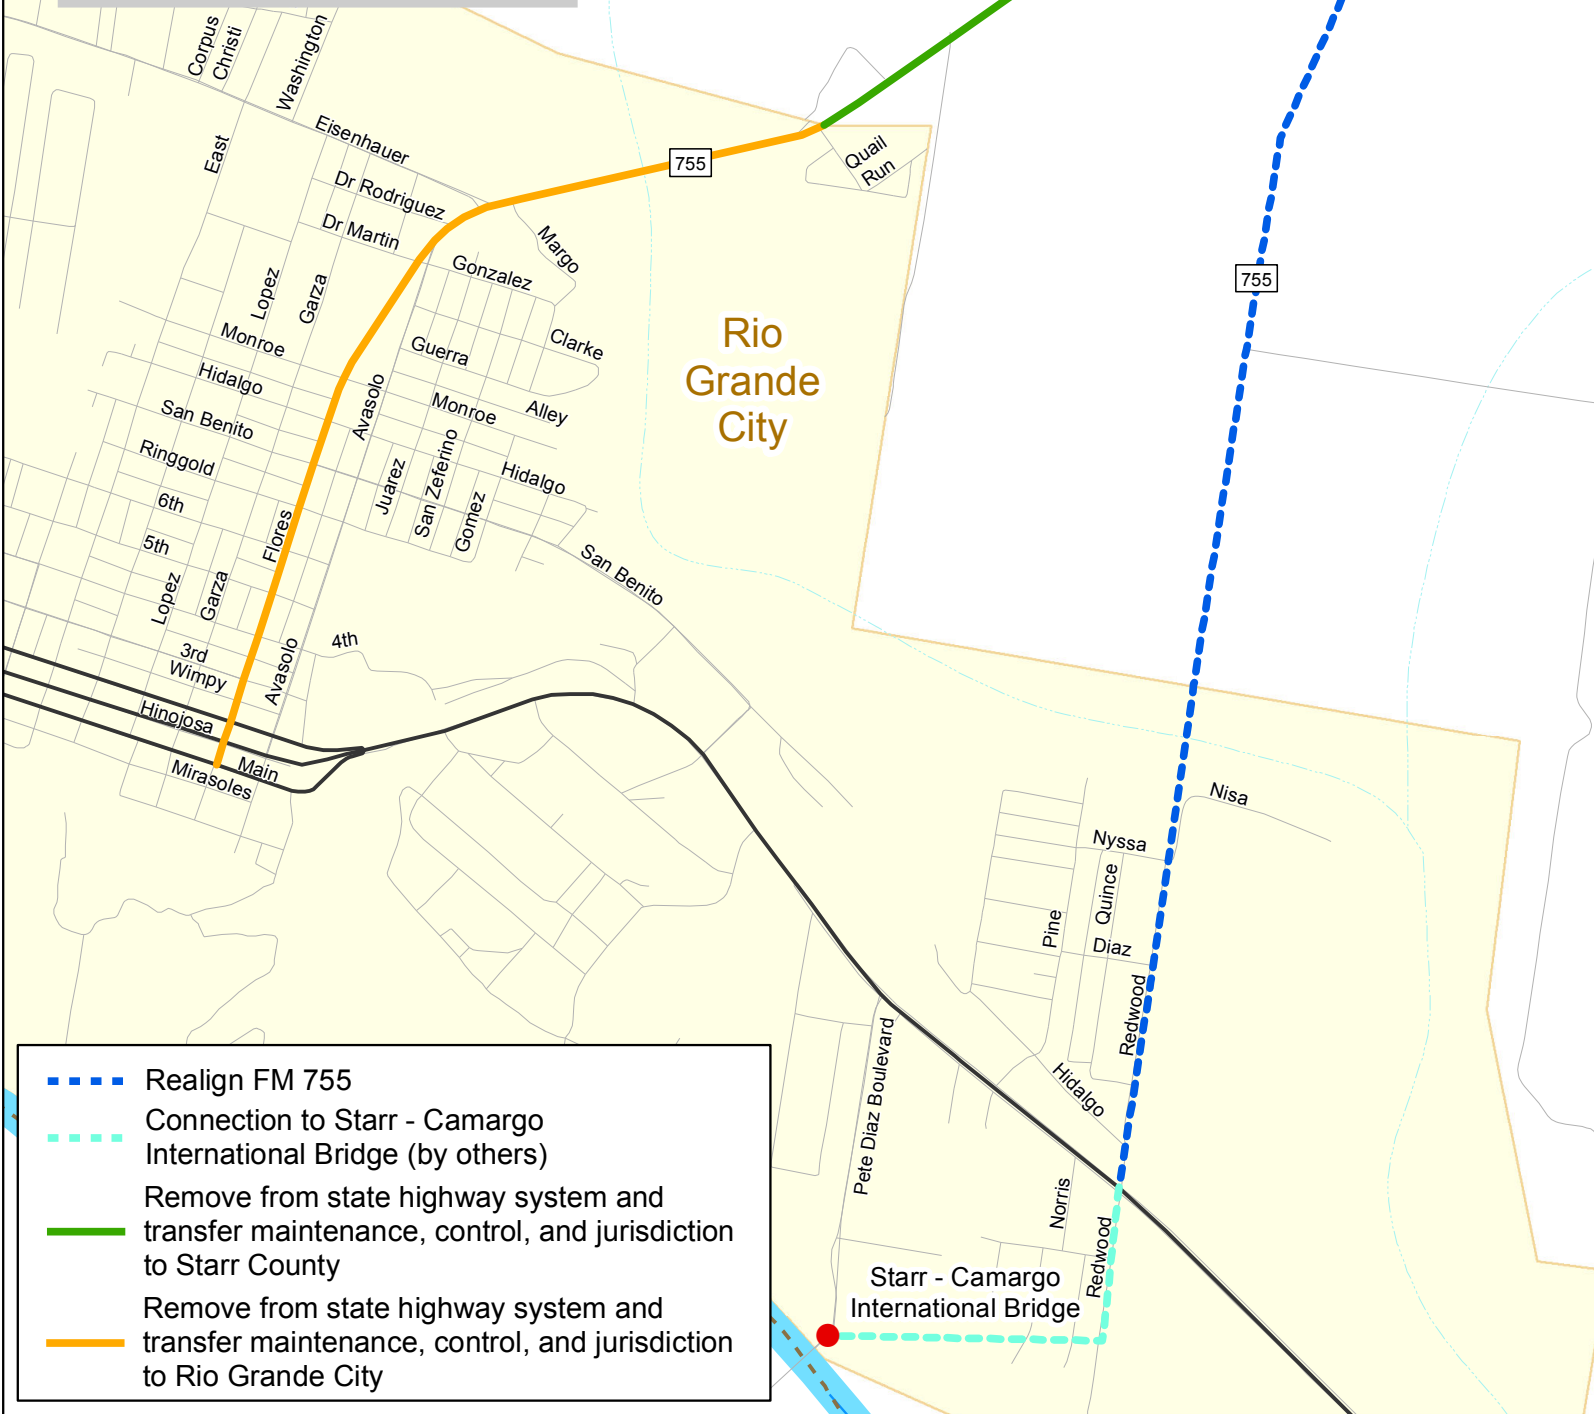 Corpus
Christi
Washington
East
Eisenhauer
Dr Rodriguez
Dr Martin
755
Quail
Run
Margo
Gonzalez
Lopez
Garza
755
Rio
Grande
City
Monroe
Hidalgo
San Benito
Ringgold
6th
5th
Guerra
Clarke
Avasolo
Monroe
Alley
Juarez
San Zeferino
Gomez
Hidalgo
Flores
San Benito
Lopez
Garza
4th
3rd
Wimpy
Avasolo
Hinojosa
Main
Mirasoles
Nisa
Nyssa
Quince
Pine
Diaz
Redwood
Hidalgo
Pete Diaz Boulevard
Norris
Redwood
Starr - Camargo
International Bridge
Realign FM 755
Connection to Starr - Camargo
International Bridge (by others)
Remove from state highway system and
transfer maintenance, control, and jurisdiction
to Starr County
Remove from state highway system and
transfer maintenance, control, and jurisdiction
to Rio Grande City